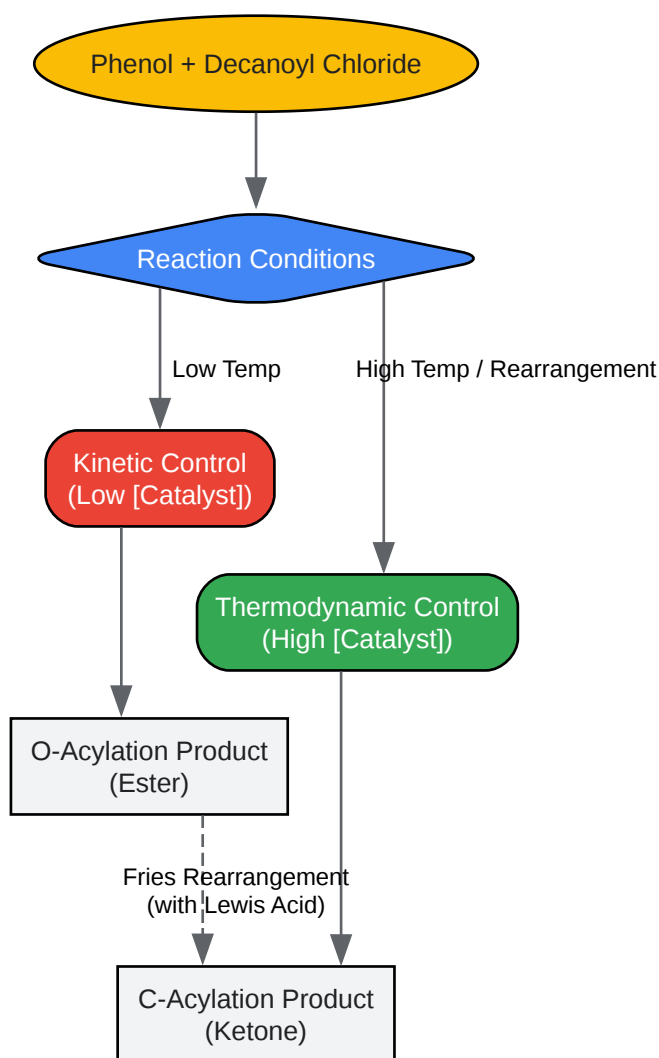 Phenol + Decanoyl Chloride
Reaction Conditions
Low Temp
High Temp / Rearrangement
Kinetic Control
(Low [Catalyst])
Thermodynamic Control
(High [Catalyst])
O-Acylation Product
(Ester)
Fries Rearrangement
(with Lewis Acid)
C-Acylation Product
(Ketone)